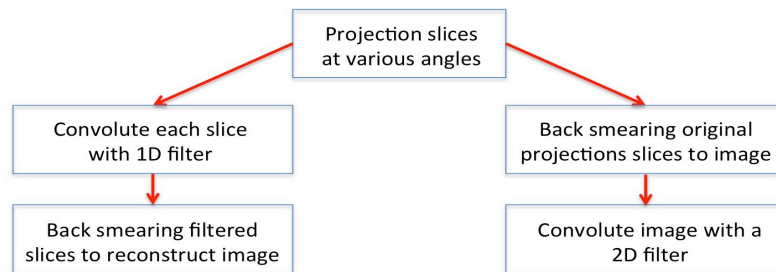 Projection slices
at various angles
Convolute each slice
with 1D filter
Back smearing original
projections slices to image
Back smearing filtered
slices to reconstruct image
Convolute image with a
2D filter